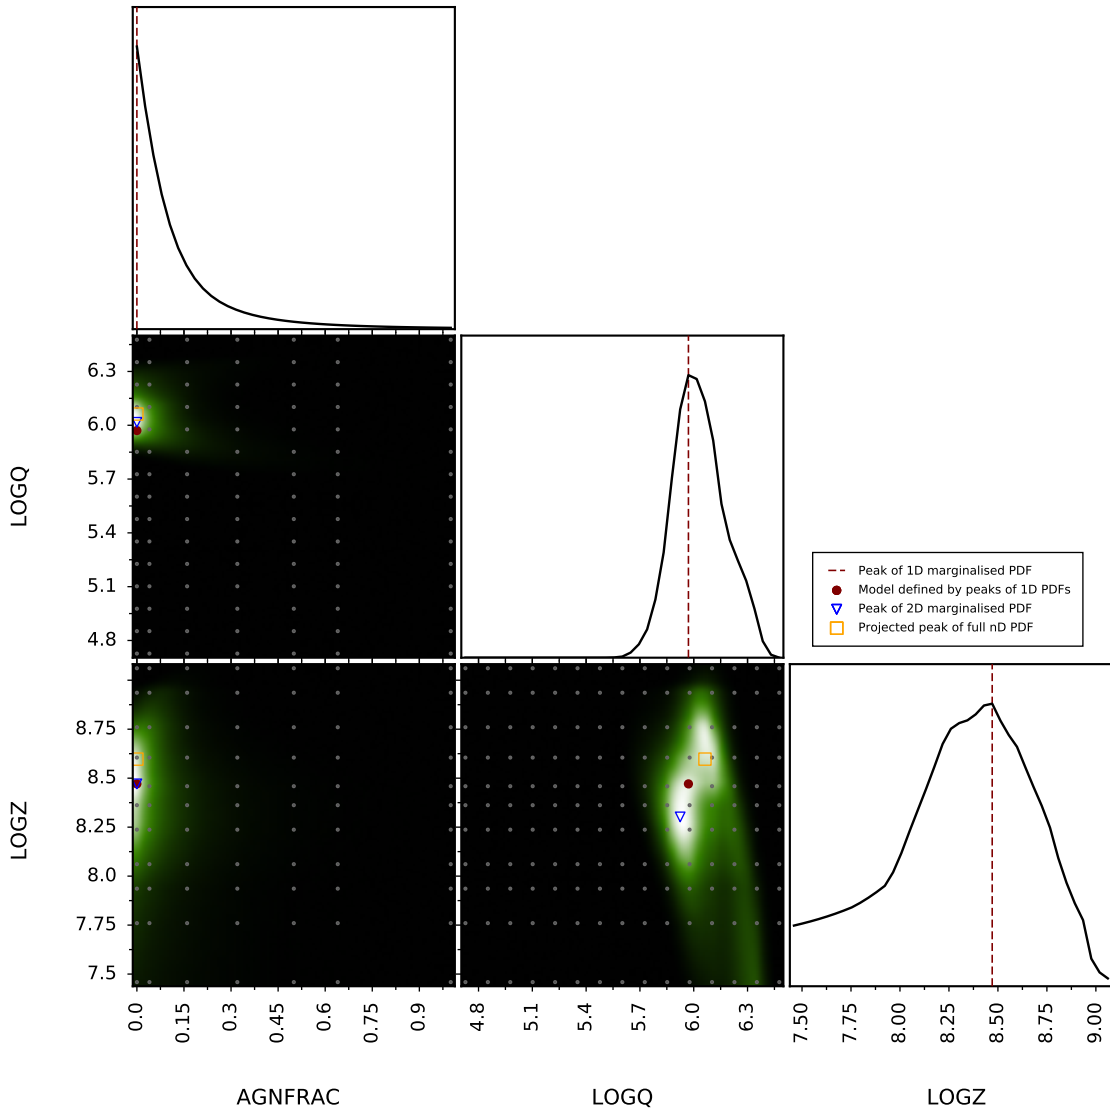 6.3
6.0
5.7
5.4
5.1
4.8
LOGQ
Peak of 1D marginalised PDF
Model defined by peaks of 1D PDFs
Peak of 2D marginalised PDF
Projected peak of full nD PDF
8.75
8.5
8.25
8.0
7.75
7.5
LOGZ
0.0 0.15 0.3 0.45 0.6 0.75 0.9
4.8 5.1 5.4 5.7 6.0 6.3
7.50 7.75 8.00 8.25 8.50 8.75 9.00
AGNFRAC
LOGQ
LOGZ